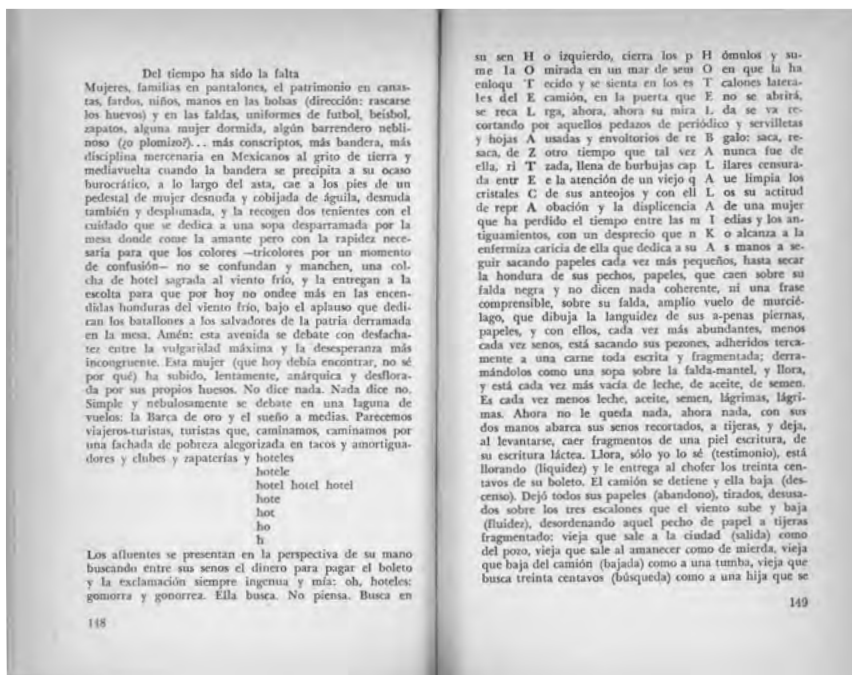 Del tiempo ha sido la falta
Mujeres, familias en pantalones, el patrimonio en canas-
tas, fardos, niños, manos en las bolsas (dirección: rascarse
los huevos) y en las faldas, uniformes de futbol, beisbol,
zapatos, alguna mujer dormida, algún barrendero nebli-
noso (¿o plomizo?)... más conscriptos, más bandera, más
disciplina mercenaria en Mexicanos al grito de tierra y
mediavuelta cuando la bandera se precipita a su ocaso
burocrático, a lo largo del asta, cae a los pies de un
pedestal de mujer desnuda y cobijada de águila, desnuda
también y desplumada, y la recogen dos tenientes con el
cuidado que se dedica a una sopa desparramada por la
mesa donde come la amante pero con la rapidez nece-
saria para que los colores —tricolores por un momento
de confusión— no se confundan y manchen, una col-
cha de hotel sagrada al viento frío, y la entregan a la
escolta para que por hoy no ondee más en las encen-
didas honduras del viento frío, bajo el aplauso que dedi-
can los batallones a los salvadores de la patria derramada
en la mesa. Amén: esta avenida se debate con desfacha-
tez entre la vulgaridad máxima y la desesperanza más
incongruente. Esta mujer (que hoy debía encontrar, no sé
por qué) ha subido, lentamente, anárquica y desflora-
da por sus propios huesos. No dice nada. Nada dice no.
Simple y nebulosamente se debate en una laguna de
vuelos: la Barca de oro y el sueño a medias. Parecemos
viajeros-turistas, turistas que, caminamos, caminamos por
una fachada de pobreza alegorizada en tacos y amortigua-
dores y clubes y zapaterías y hoteles
hotele
hotel hotel hotel
hote
hot
ho
h
Los afluentes se presentan en la perspectiva de su mano
buscando entre sus senos el dinero para pagar el boleto
y la exclamación siempre ingenua y mía: oh, hoteles:
gomorra y gonorrea. Ella busca. No piensa. Busca en
148
su sen H o izquierdo, cierra los p H ómulos y su-
me la O mirada en un mar de sem O en que la ha
enloqu T ecido y se sienta en los es T calones latera-
les del E camión, en la puerta que E no se abrirá,
se reca L rga, ahora, ahora su mira L da se va re-
cortando por aquellos pedazos de periódico y servilletas
y hojas A usadas y envoltorios de re B galo: saca, re-
saca, de Z otro tiempo que tal vez A nunca fue de
ella, ri T zada, llena de burbujas cap L ilares censura-
da entr E e la atención de un viejo q A ue limpia los
cristales C de sus anteojos y con ell L os su actitud
de repr A obación y la displicencia A de una mujer
que ha perdido el tiempo entre las m I edias y los an-
tiguamientos, con un desprecio que n K o alcanza a la
enfermiza caricia de ella que dedica a su A s manos a se-
guir sacando papeles cada vez más pequeños, hasta secar
la hondura de sus pechos, papeles, que caen sobre su
falda negra y no dicen nada coherente, ni una frase
comprensible, sobre su falda, amplio vuelo de murcié-
lago, que dibuja la languidez de sus a-penas piernas,
papeles, y con ellos, cada vez más abundantes, menos
cada vez senos, está sacando sus pezones, adheridos terca-
mente a una carne toda escrita y fragmentada; derra-
mándolos como una sopa sobre la falda-mantel, y llora,
y está cada vez más vacía de leche, de aceite, de semen.
Es cada vez menos leche, aceite, semen, lágrimas, lágri-
mas. Ahora no le queda nada, ahora nada, con sus
dos manos abarca sus senos recortados, a tijeras, y deja,
al levantarse, caer fragmentos de una piel escritura, de
su escritura láctea. Llora, sólo yo lo sé (testimonio), está
llorando (liquidez) y le entrega al chofer los treinta cen-
tavos de su boleto. El camión se detiene y ella baja (des-
censo). Dejó todos sus papeles (abandono), tirados, desusa-
dos sobre los tres escalones que el viento sube y baja
(fluidez), desordenando aquel pecho de papel a tijeras
fragmentado: vieja que sale a la ciudad (salida) como
del pozo, vieja que sale al amanecer como de mierda, vieja
que baja del camión (bajada) como a una tumba, vieja que
busca treinta centavos (búsqueda) como a una hija que se
149